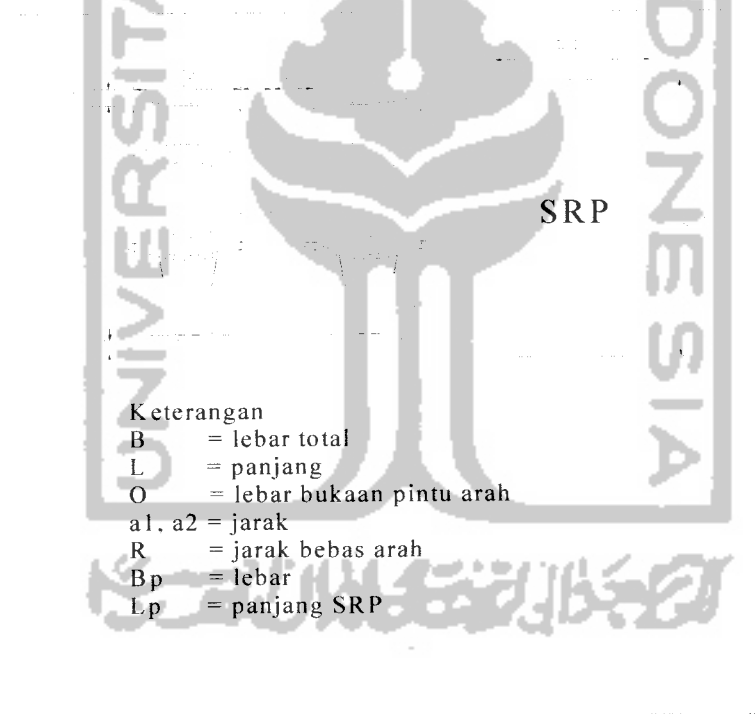 SRP
Keterangan
B = lebar total
L = panjang
O = lebar bukaan pintu arah
a1, a2 = jarak
R = jarak bebas arah
Bp = lebar
Lp = panjang SRP